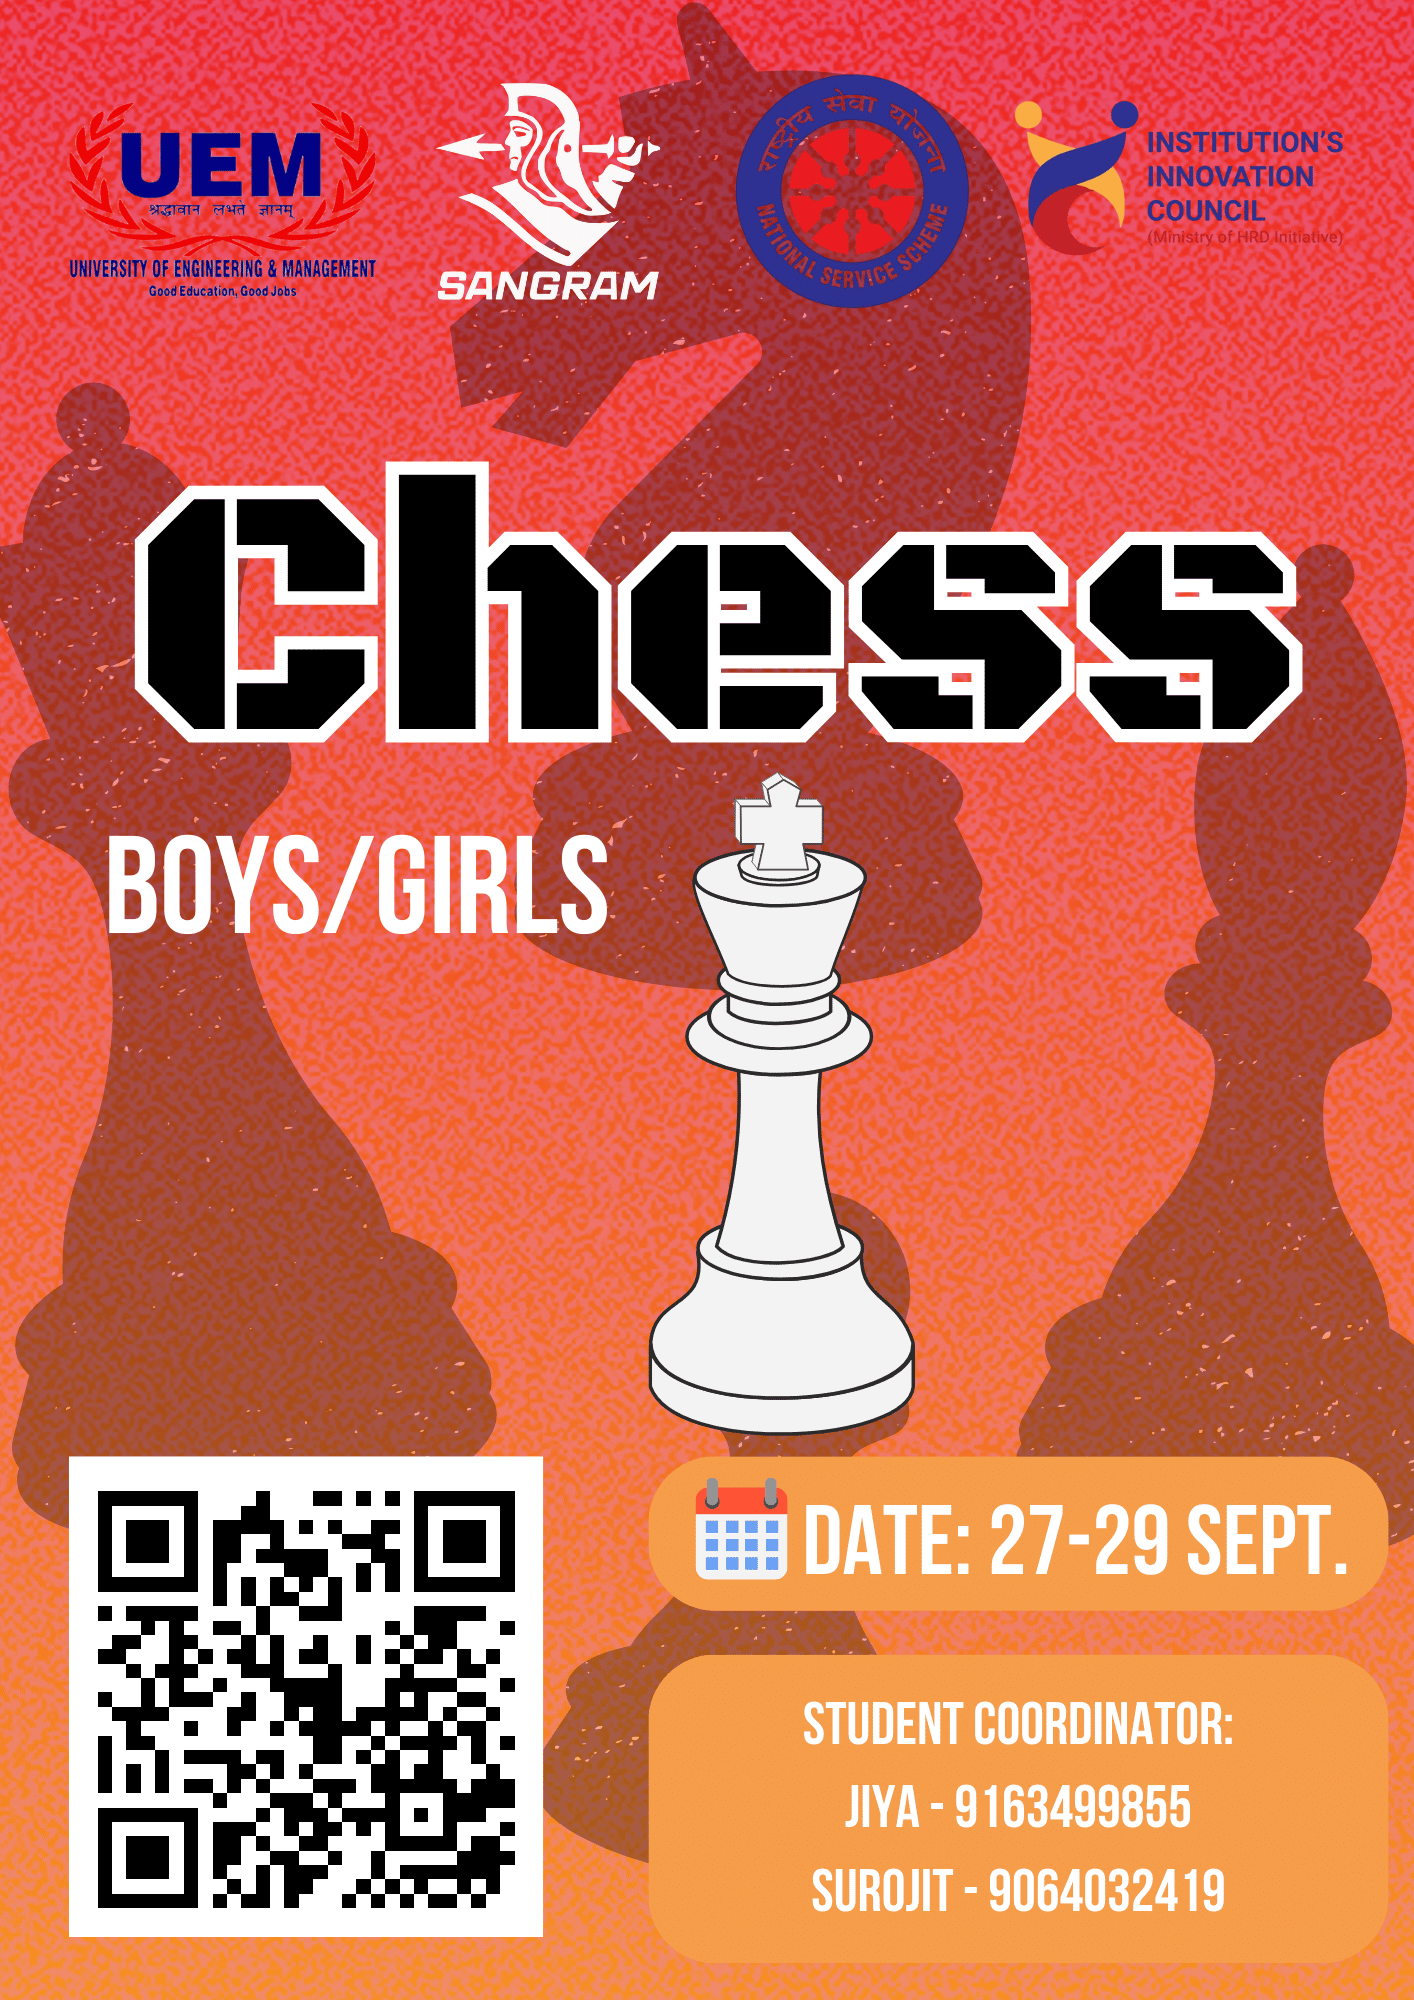 UEM
श्रद्धावान लभते ज्ञानम्
UNIVERSITY OF ENGINEERING & MANAGEMENT
Good Education, Good Jobs
SANGRAM
राष्ट्रीय सेवा योजना
NATIONAL SERVICE SCHEME
INSTITUTION'S
INNOVATION
COUNCIL
(Ministry of HRD Initiative)
Chess
BOYS/GIRLS
DATE: 27-29 SEPT.
STUDENT COORDINATOR:
JIYA - 9163499855
SUROJIT - 9064032419